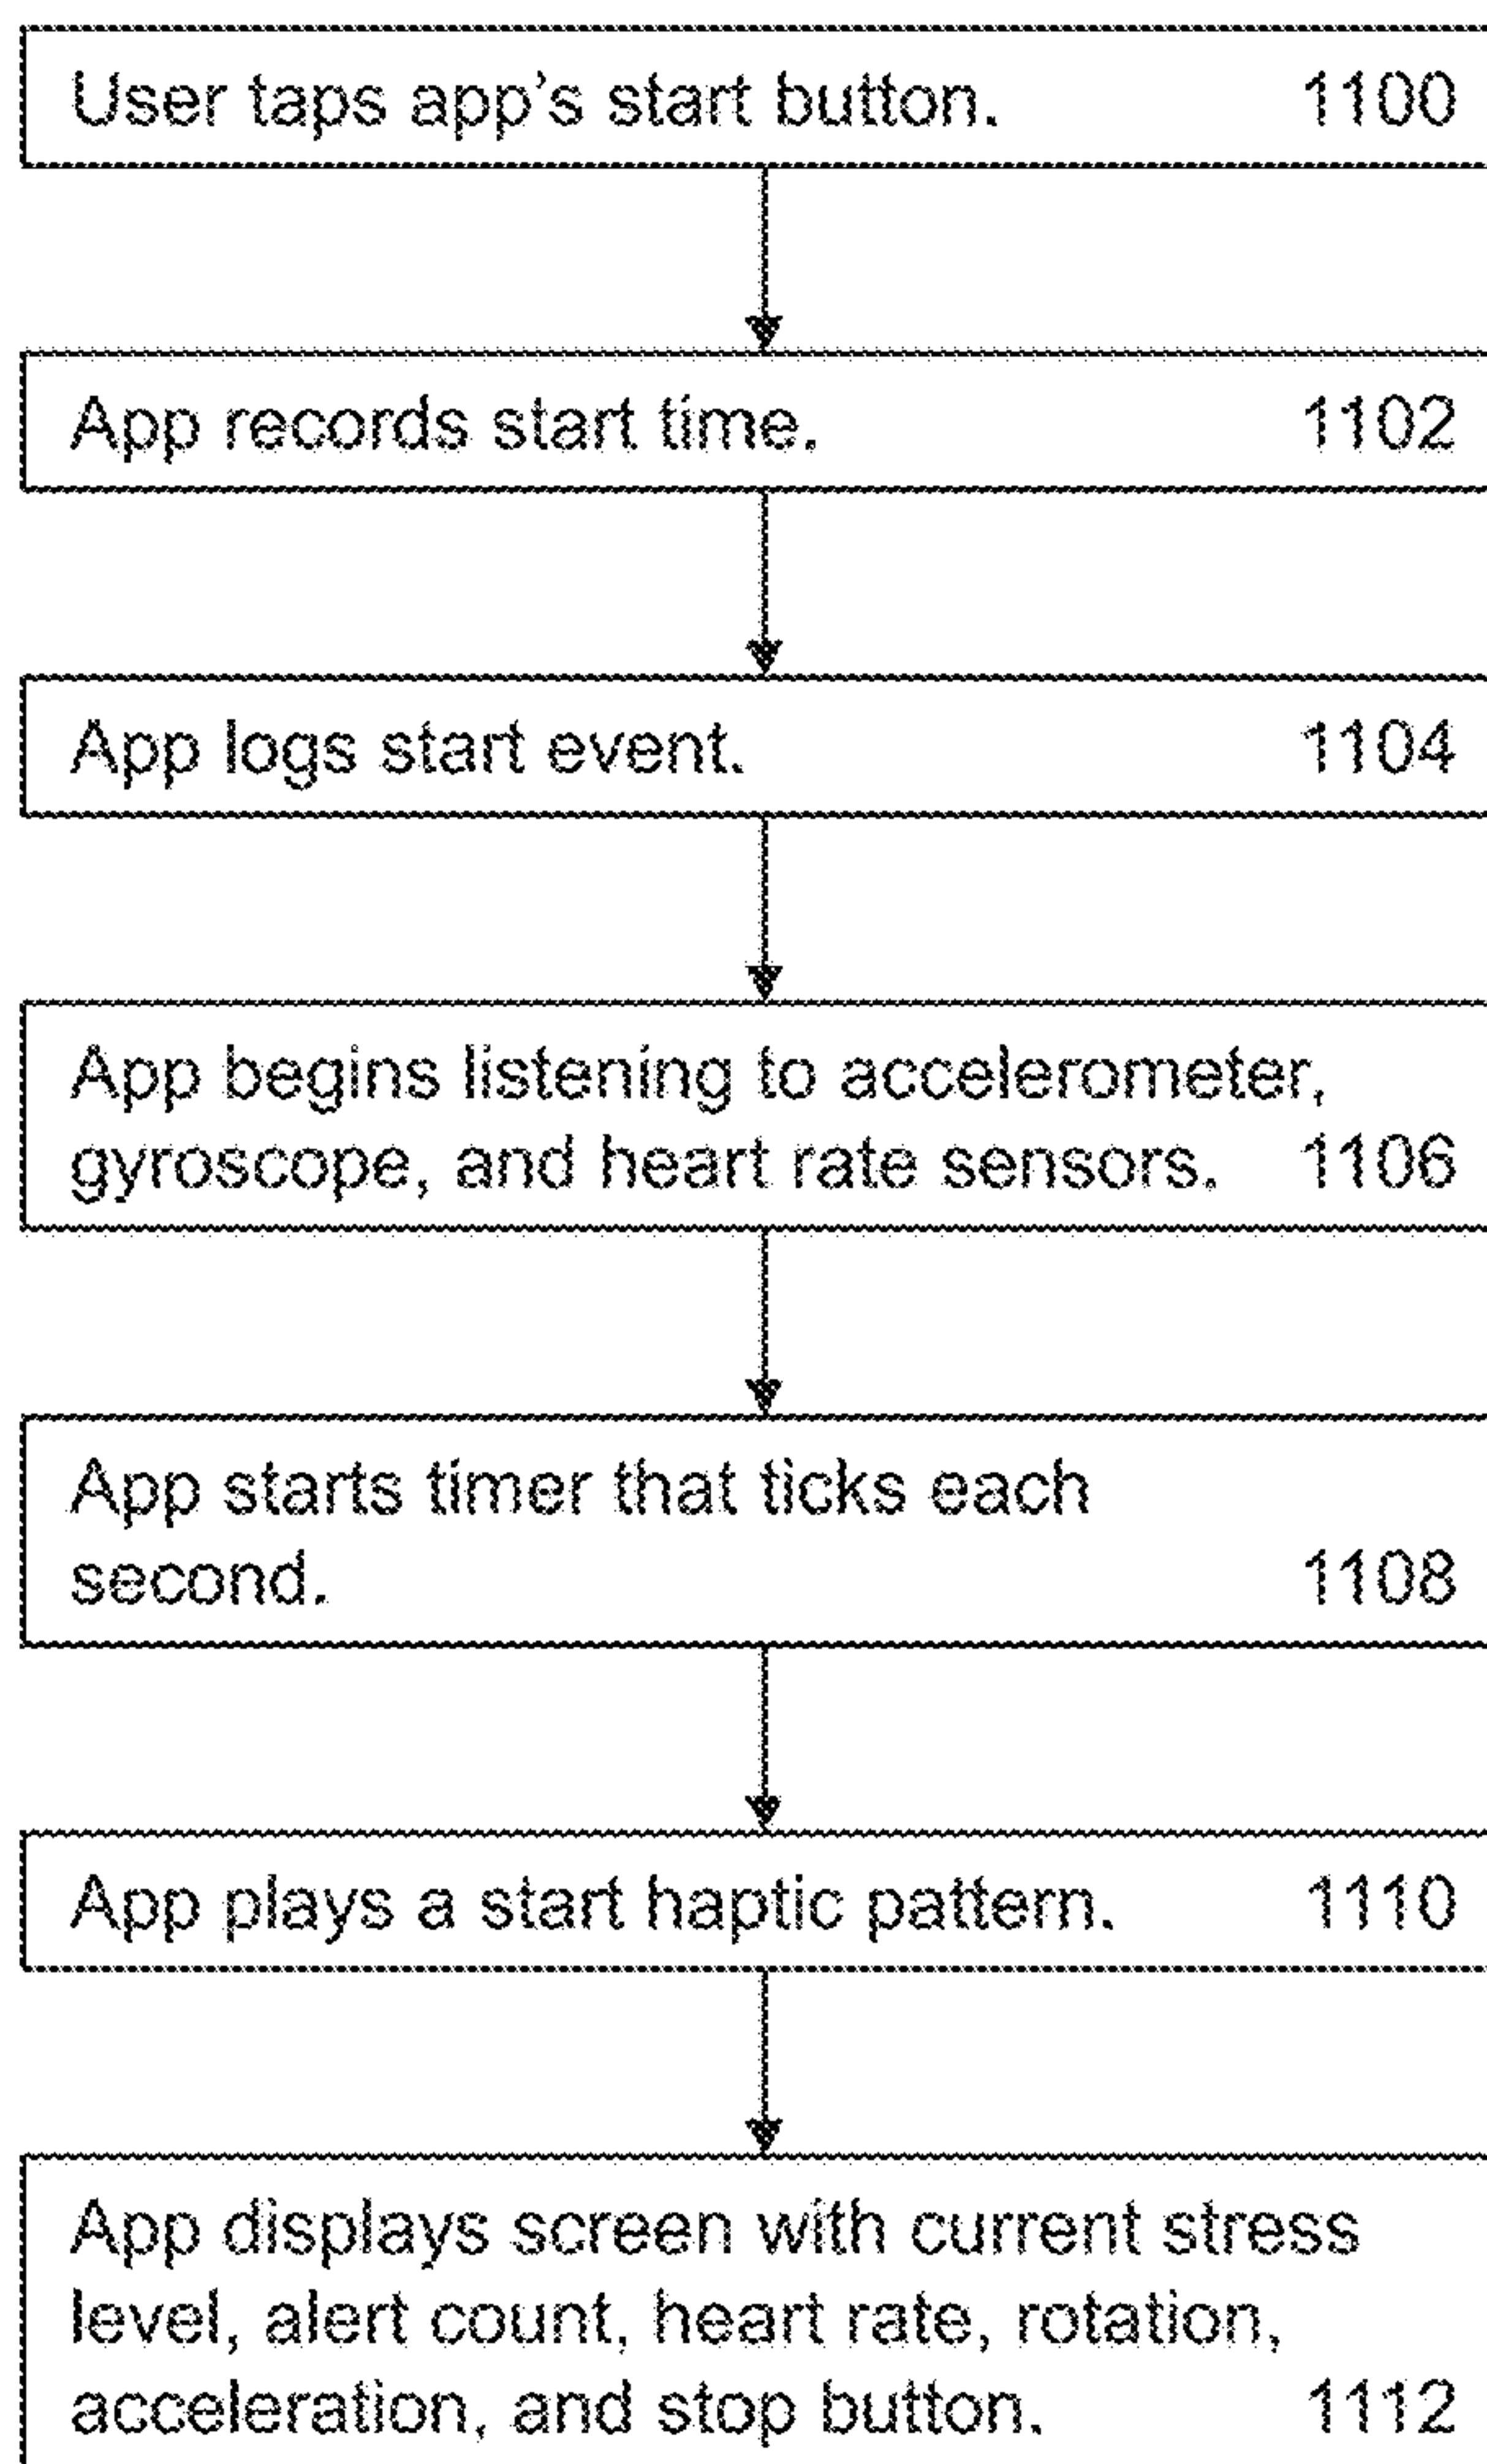 User taps app's start button. 1100
App records start time. 1102
App logs start event. 1104
App begins listening to accelerometer,
gyroscope, and heart rate sensors. 1106
App starts timer that ticks each
second. 1108
App plays a start haptic pattern. 1110
App displays screen with current stress
level, alert count, heart rate, rotation,
acceleration, and stop button. 1112